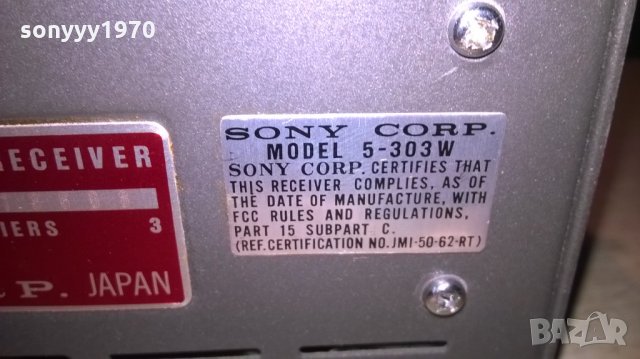 sonyyy1970
RECEIVER
IERS 3
P. JAPAN
SONY CORP.
MODEL 5-303W
SONY CORP. CERTIFIES THAT
THIS RECEIVER COMPLIES, AS OF
THE DATE OF MANUFACTURE, WITH
FCC RULES AND REGULATIONS,
PART 15 SUBPART C.
(REF.CERTIFICATION NO.JMI-50-62-RT)
BAZAR
bg